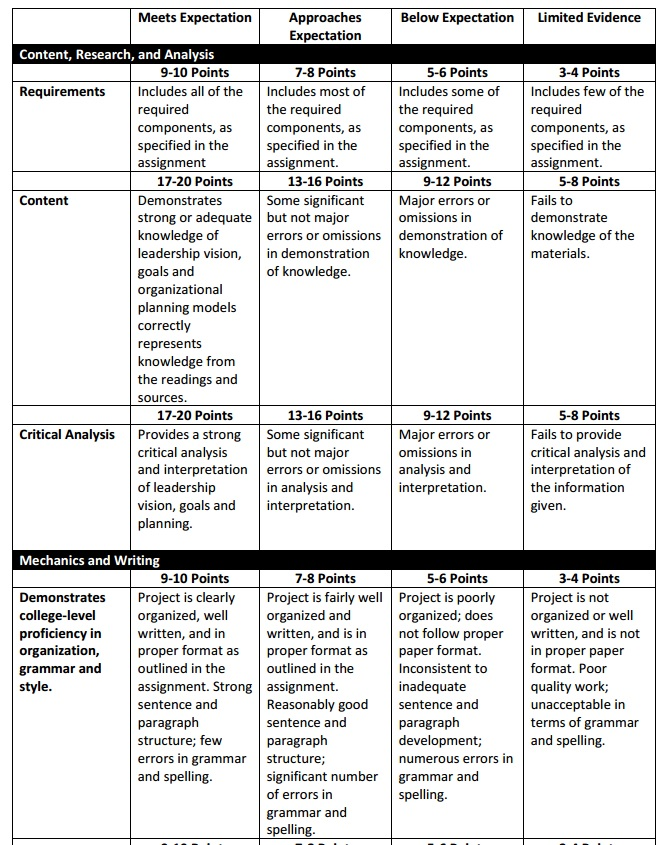 Meets Expectation
Approaches
Expectation
Below Expectation
Limited Evidence
Content, Research, and Analysis
9-10 Points
7-8 Points
5-6 Points
3-4 Points
Requirements
Includes all of the
required
components, as
specified in the
assignment
Includes most of
the required
components, as
specified in the
assignment.
Includes some of
the required
components, as
specified in the
assignment.
Includes few of the
required
components, as
specified in the
assignment.
17-20 Points
13-16 Points
9-12 Points
5-8 Points
Content
Demonstrates
strong or adequate
knowledge of
leadership vision,
goals and
organizational
planning models
correctly
represents
knowledge from
the readings and
sources.
Some significant
but not major
errors or omissions
in demonstration
of knowledge.
Major errors or
omissions in
demonstration of
knowledge.
Fails to
demonstrate
knowledge of the
materials.
17-20 Points
13-16 Points
9-12 Points
5-8 Points
Critical Analysis
Provides a strong
critical analysis
and interpretation
of leadership
vision, goals and
planning.
Some significant
but not major
errors or omissions
in analysis and
interpretation.
Major errors or
omissions in
analysis and
interpretation.
Fails to provide
critical analysis and
interpretation of
the information
given.
Mechanics and Writing
9-10 Points
7-8 Points
5-6 Points
3-4 Points
Demonstrates
college-level
proficiency in
organization,
grammar and
style.
Project is clearly
organized, well
written, and in
proper format as
outlined in the
assignment. Strong
sentence and
paragraph
structure; few
errors in grammar
and spelling.
Project is fairly well
organized and
written, and is in
proper format as
outlined in the
assignment.
Reasonably good
sentence and
paragraph
structure;
significant number
of errors in
grammar and
spelling.
Project is poorly
organized; does
not follow proper
paper format.
Inconsistent to
inadequate
sentence and
paragraph
development;
numerous errors in
grammar and
spelling.
Project is not
organized or well
written, and is not
in proper paper
format. Poor
quality work;
unacceptable in
terms of grammar
and spelling.